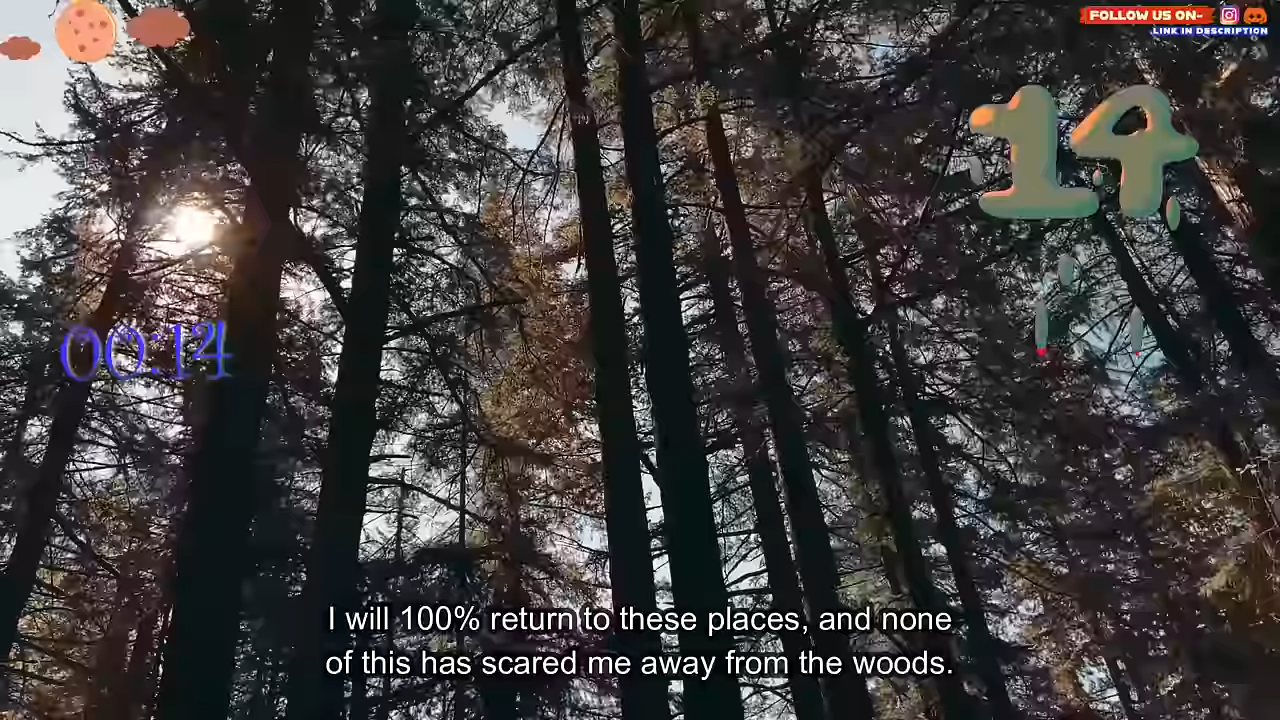 FOLLOW US ON-
LINK IN DESCRIPTION
14
00:14
I will 100% return to these places, and none
of this has scared me away from the woods.